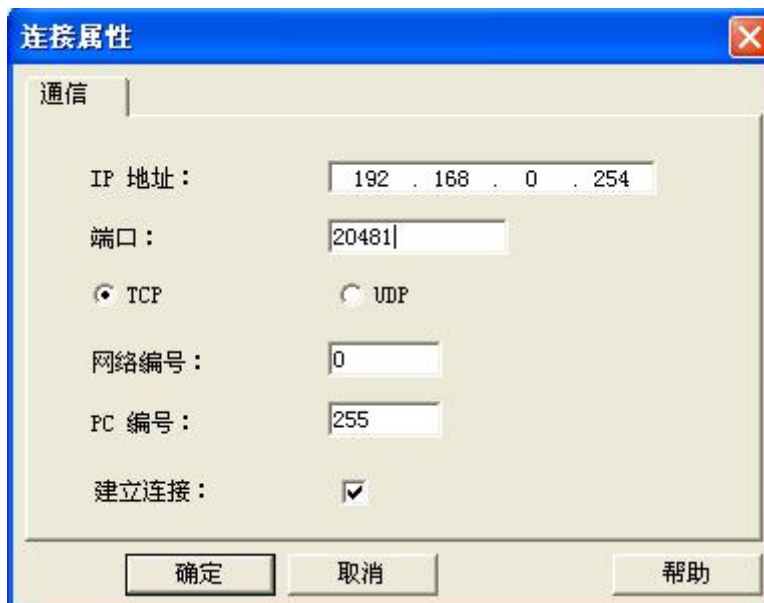 连接属性
通信
IP 地址： 192 . 168 . 0 . 254
端口： 20481
TCP UDP
网络编号： 0
PC 编号： 255
建立连接：
确定 取消 帮助